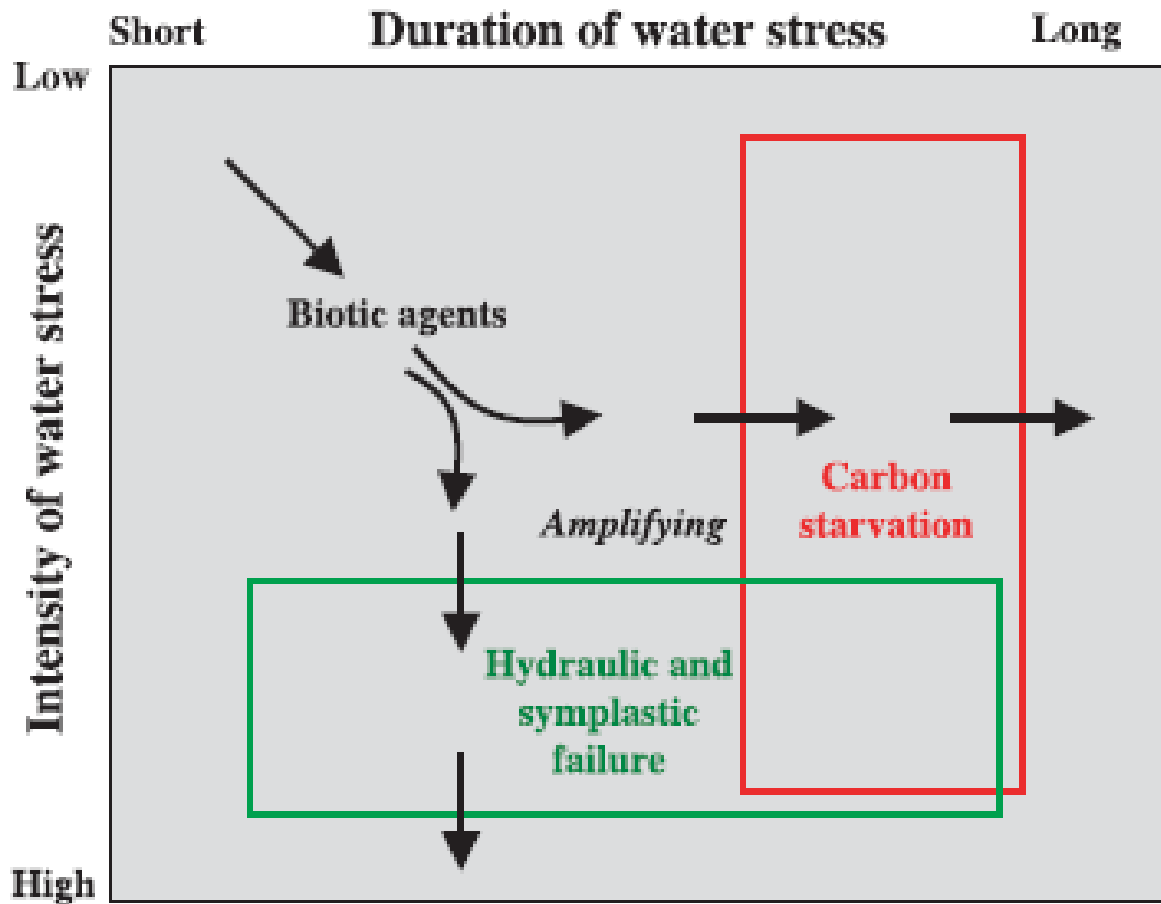 Short Duration of water stress Long
Low
Intensity of water stress
Biotic agents
Carbon
starvation
Amplifying
Hydraulic and
symplastic
failure
High